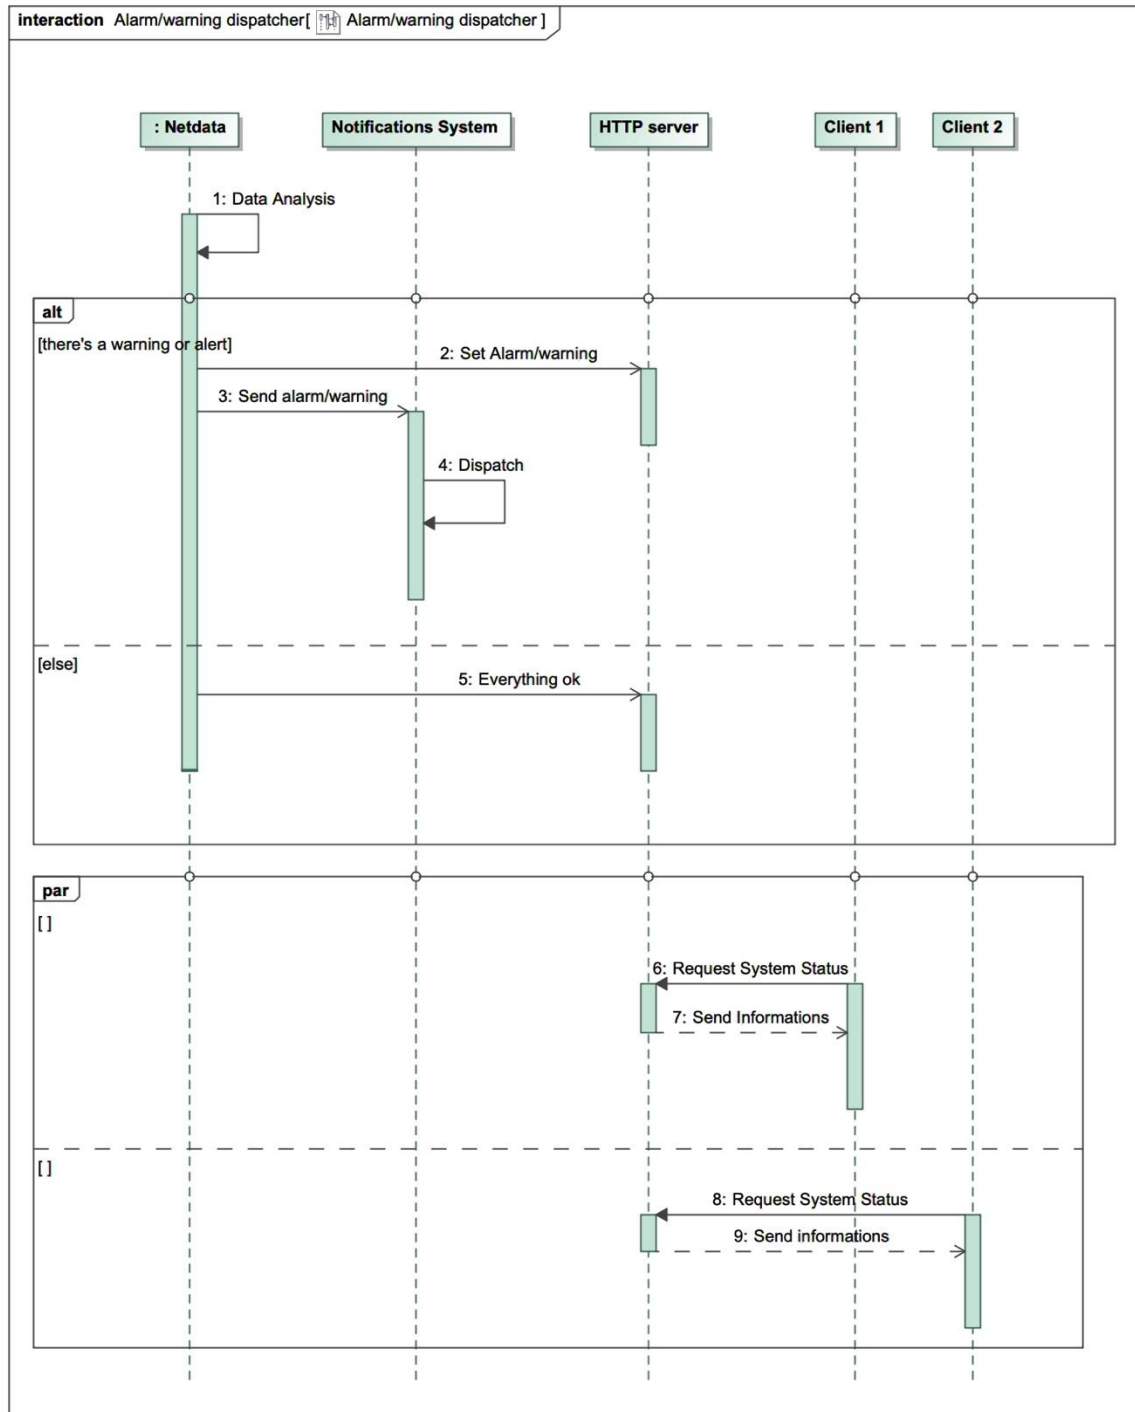 interaction Alarm/warning dispatcher[ Alarm/warning dispatcher ]
: Netdata
Notifications System
HTTP server
Client 1
Client 2
1: Data Analysis
alt
[there's a warning or alert]
2: Set Alarm/warning
3: Send alarm/warning
4: Dispatch
[else]
5: Everything ok
par
[ ]
6: Request System Status
7: Send Informations
[ ]
8: Request System Status
9: Send informations